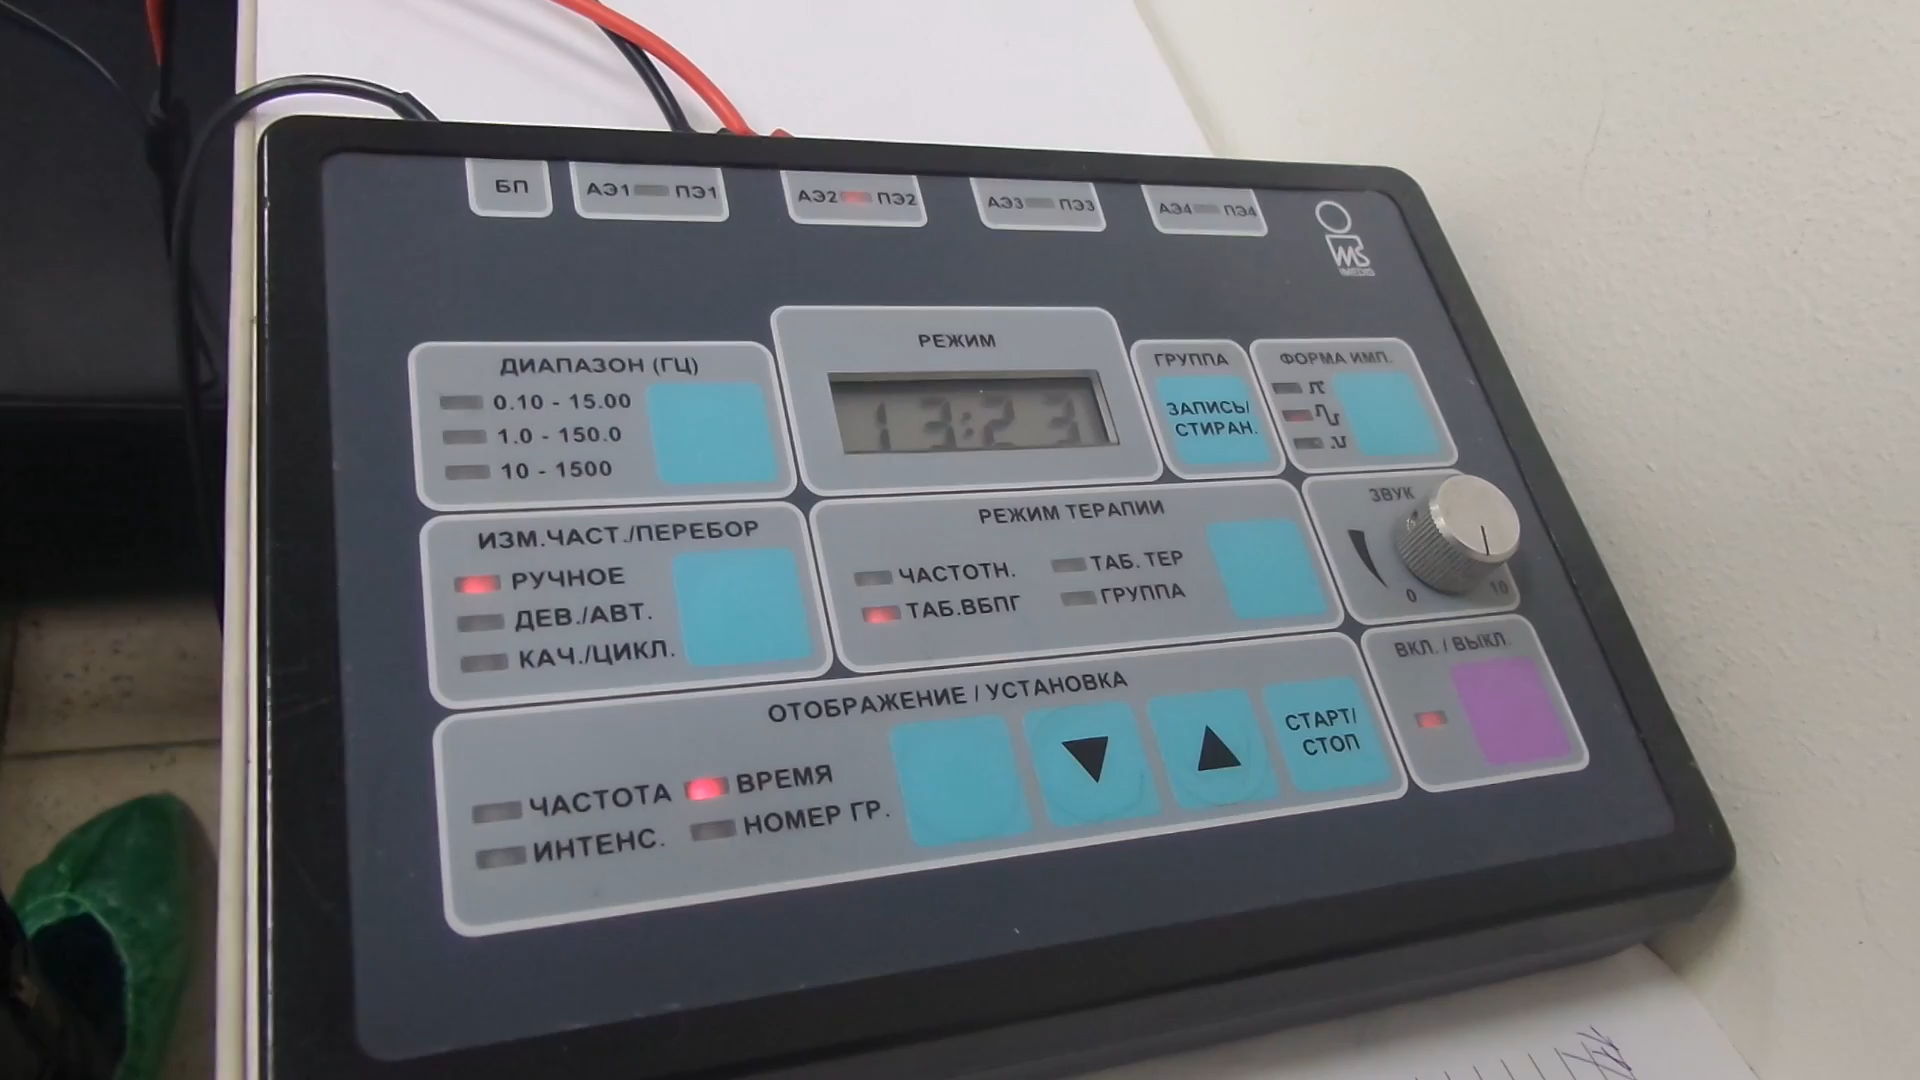 БП
АЭ1 ПЭ1
АЭ2 ПЭ2
АЭ3 ПЭ3
АЭ4 ПЭ4
IMEDIS
ДИАПАЗОН (ГЦ)
0.10 - 15.00
1.0 - 150.0
10 - 1500
РЕЖИМ
13:23
ГРУППА
ЗАПИСЬ/
СТИРАН.
ФОРМА ИМП.
ИЗМ.ЧАСТ./ПЕРЕБОР
РУЧНОЕ
ДЕВ./АВТ.
КАЧ./ЦИКЛ.
РЕЖИМ ТЕРАПИИ
ЧАСТОТН.
ТАБ.ВБПГ
ТАБ. ТЕР
ГРУППА
ЗВУК
0 10
ОТОБРАЖЕНИЕ / УСТАНОВКА
ЧАСТОТА
ИНТЕНС.
ВРЕМЯ
НОМЕР ГР.
СТАРТ/
СТОП
ВКЛ. / ВЫКЛ.